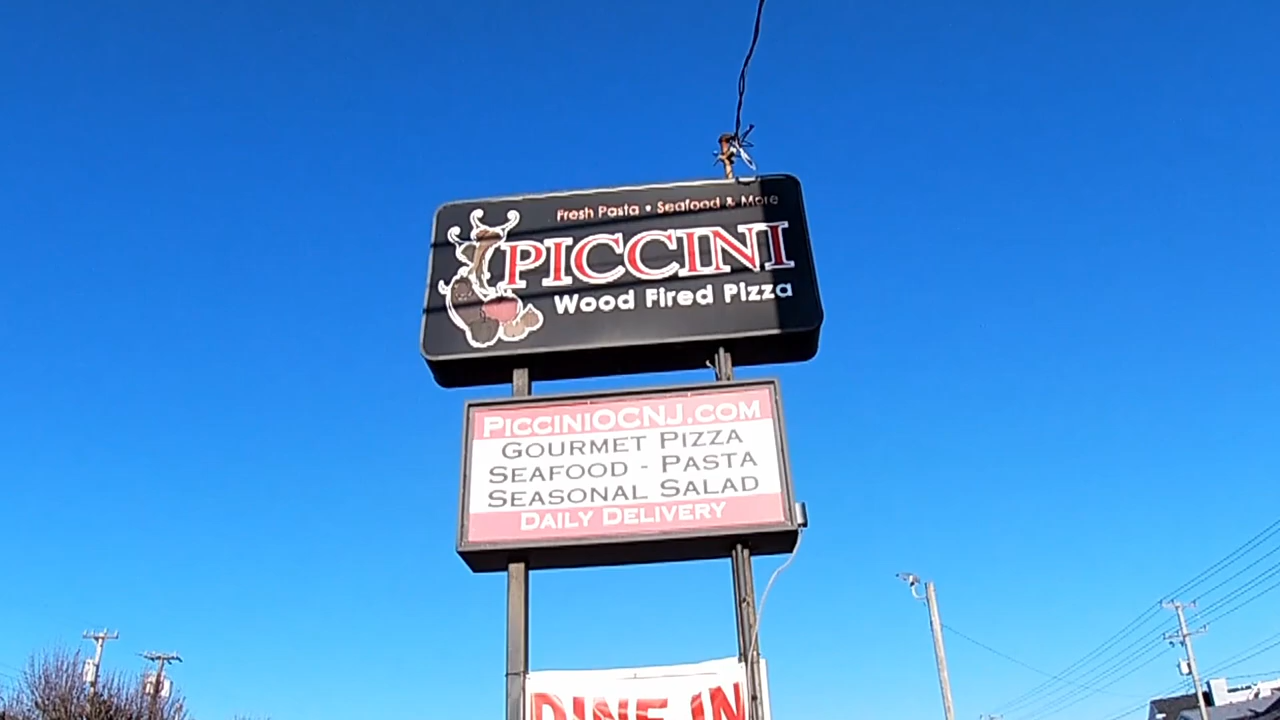 Fresh Pasta • Seafood & More
PICCINI
Wood Fired Pizza
PICCINIOCNJ.COM
GOURMET PIZZA
SEAFOOD - PASTA
SEASONAL SALAD
DAILY DELIVERY
DINE IN